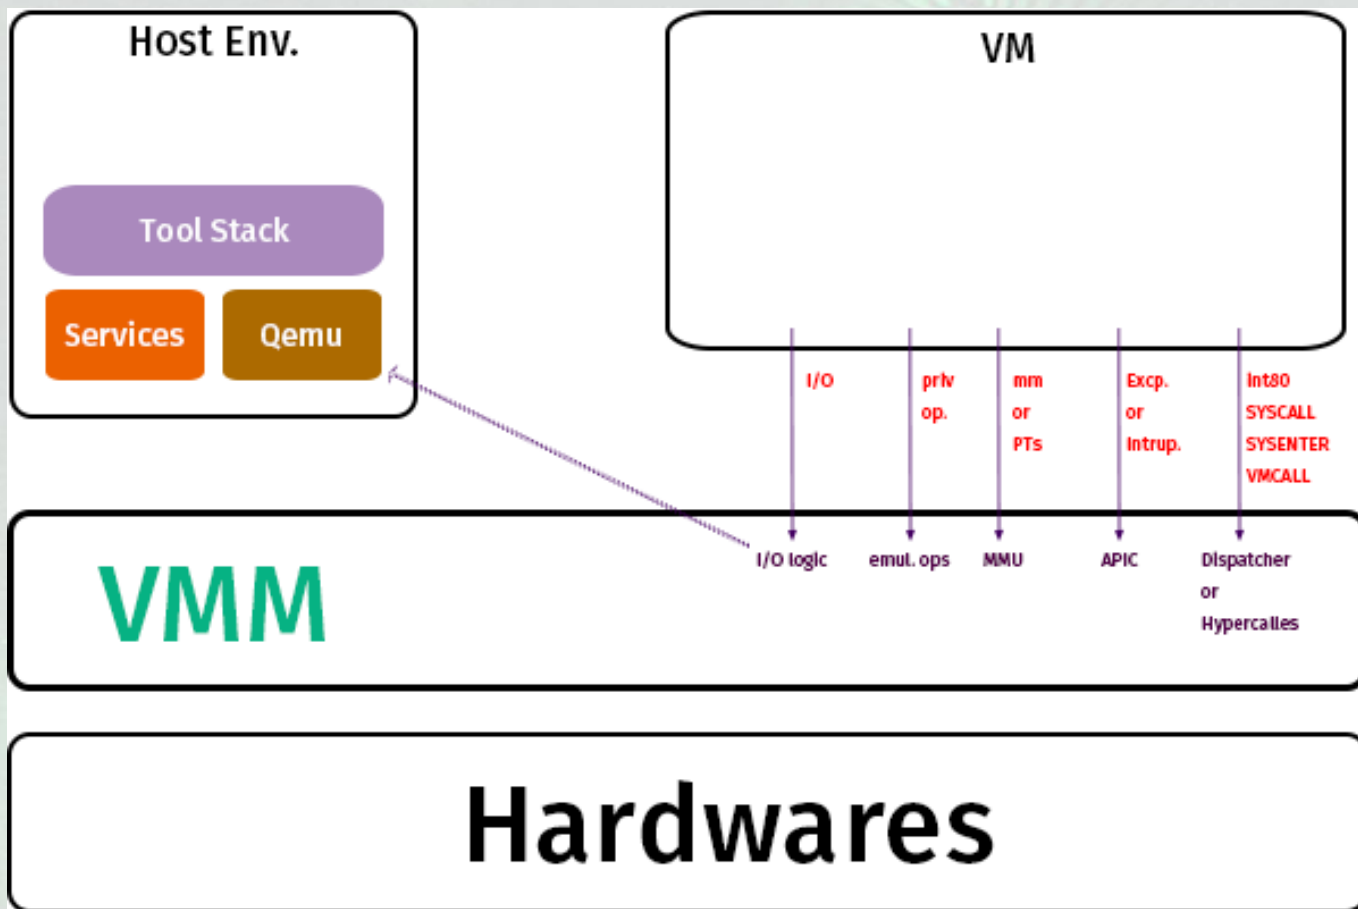 Host Env.
VM
Tool Stack
Services
Qemu
I/O
priv
op.
mm
or
PTs
Excp.
or
Intrup.
Int80
SYSCALL
SYSENTER
VMCALL
VMM
I/O logic
emul. ops
MMU
APIC
Dispatcher
or
Hypercalles
Hardwares